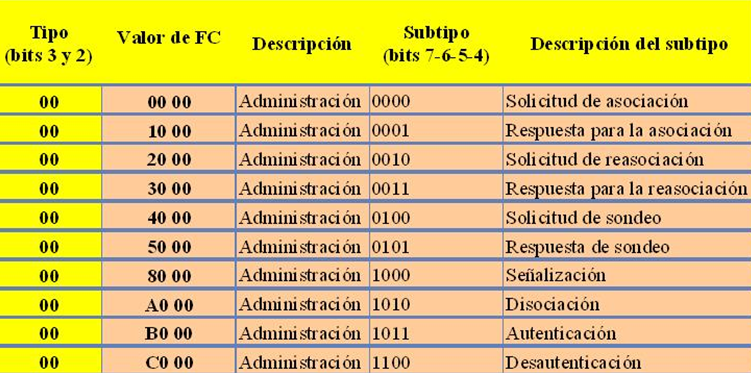 Tipo (bits 3 y 2) Valor de FC Descripción Subtipo (bits 7-6-5-4) Descripción del subtipo
00 00 00 Administración 0000 Solicitud de asociación
00 10 00 Administración 0001 Respuesta para la asociación
00 20 00 Administración 0010 Solicitud de reasociación
00 30 00 Administración 0011 Respuesta para la reasociación
00 40 00 Administración 0100 Solicitud de sondeo
00 50 00 Administración 0101 Respuesta de sondeo
00 80 00 Administración 1000 Señalización
00 A0 00 Administración 1010 Disociación
00 B0 00 Administración 1011 Autenticación
00 C0 00 Administración 1100 Desautenticación